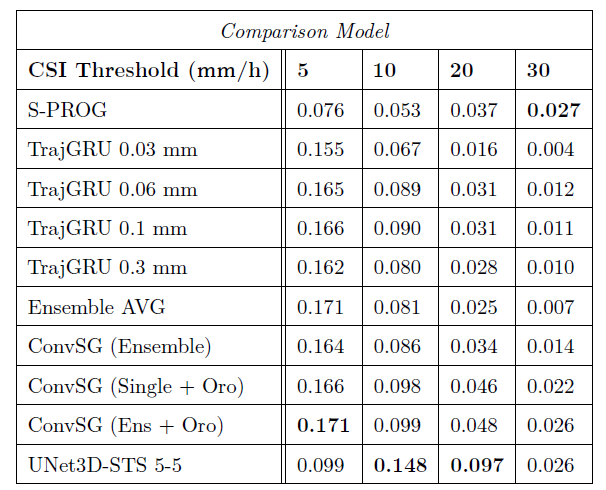 Comparison Model
CSI Threshold (mm/h) 5 10 20 30
S-PROG 0.076 0.053 0.037 0.027
TrajGRU 0.03 mm 0.155 0.067 0.016 0.004
TrajGRU 0.06 mm 0.165 0.089 0.031 0.012
TrajGRU 0.1 mm 0.166 0.090 0.031 0.011
TrajGRU 0.3 mm 0.162 0.080 0.028 0.010
Ensemble AVG 0.171 0.081 0.025 0.007
ConvSG (Ensemble) 0.164 0.086 0.034 0.014
ConvSG (Single + Oro) 0.166 0.098 0.046 0.022
ConvSG (Ens + Oro) 0.171 0.099 0.048 0.026
UNet3D-STS 5-5 0.099 0.148 0.097 0.026